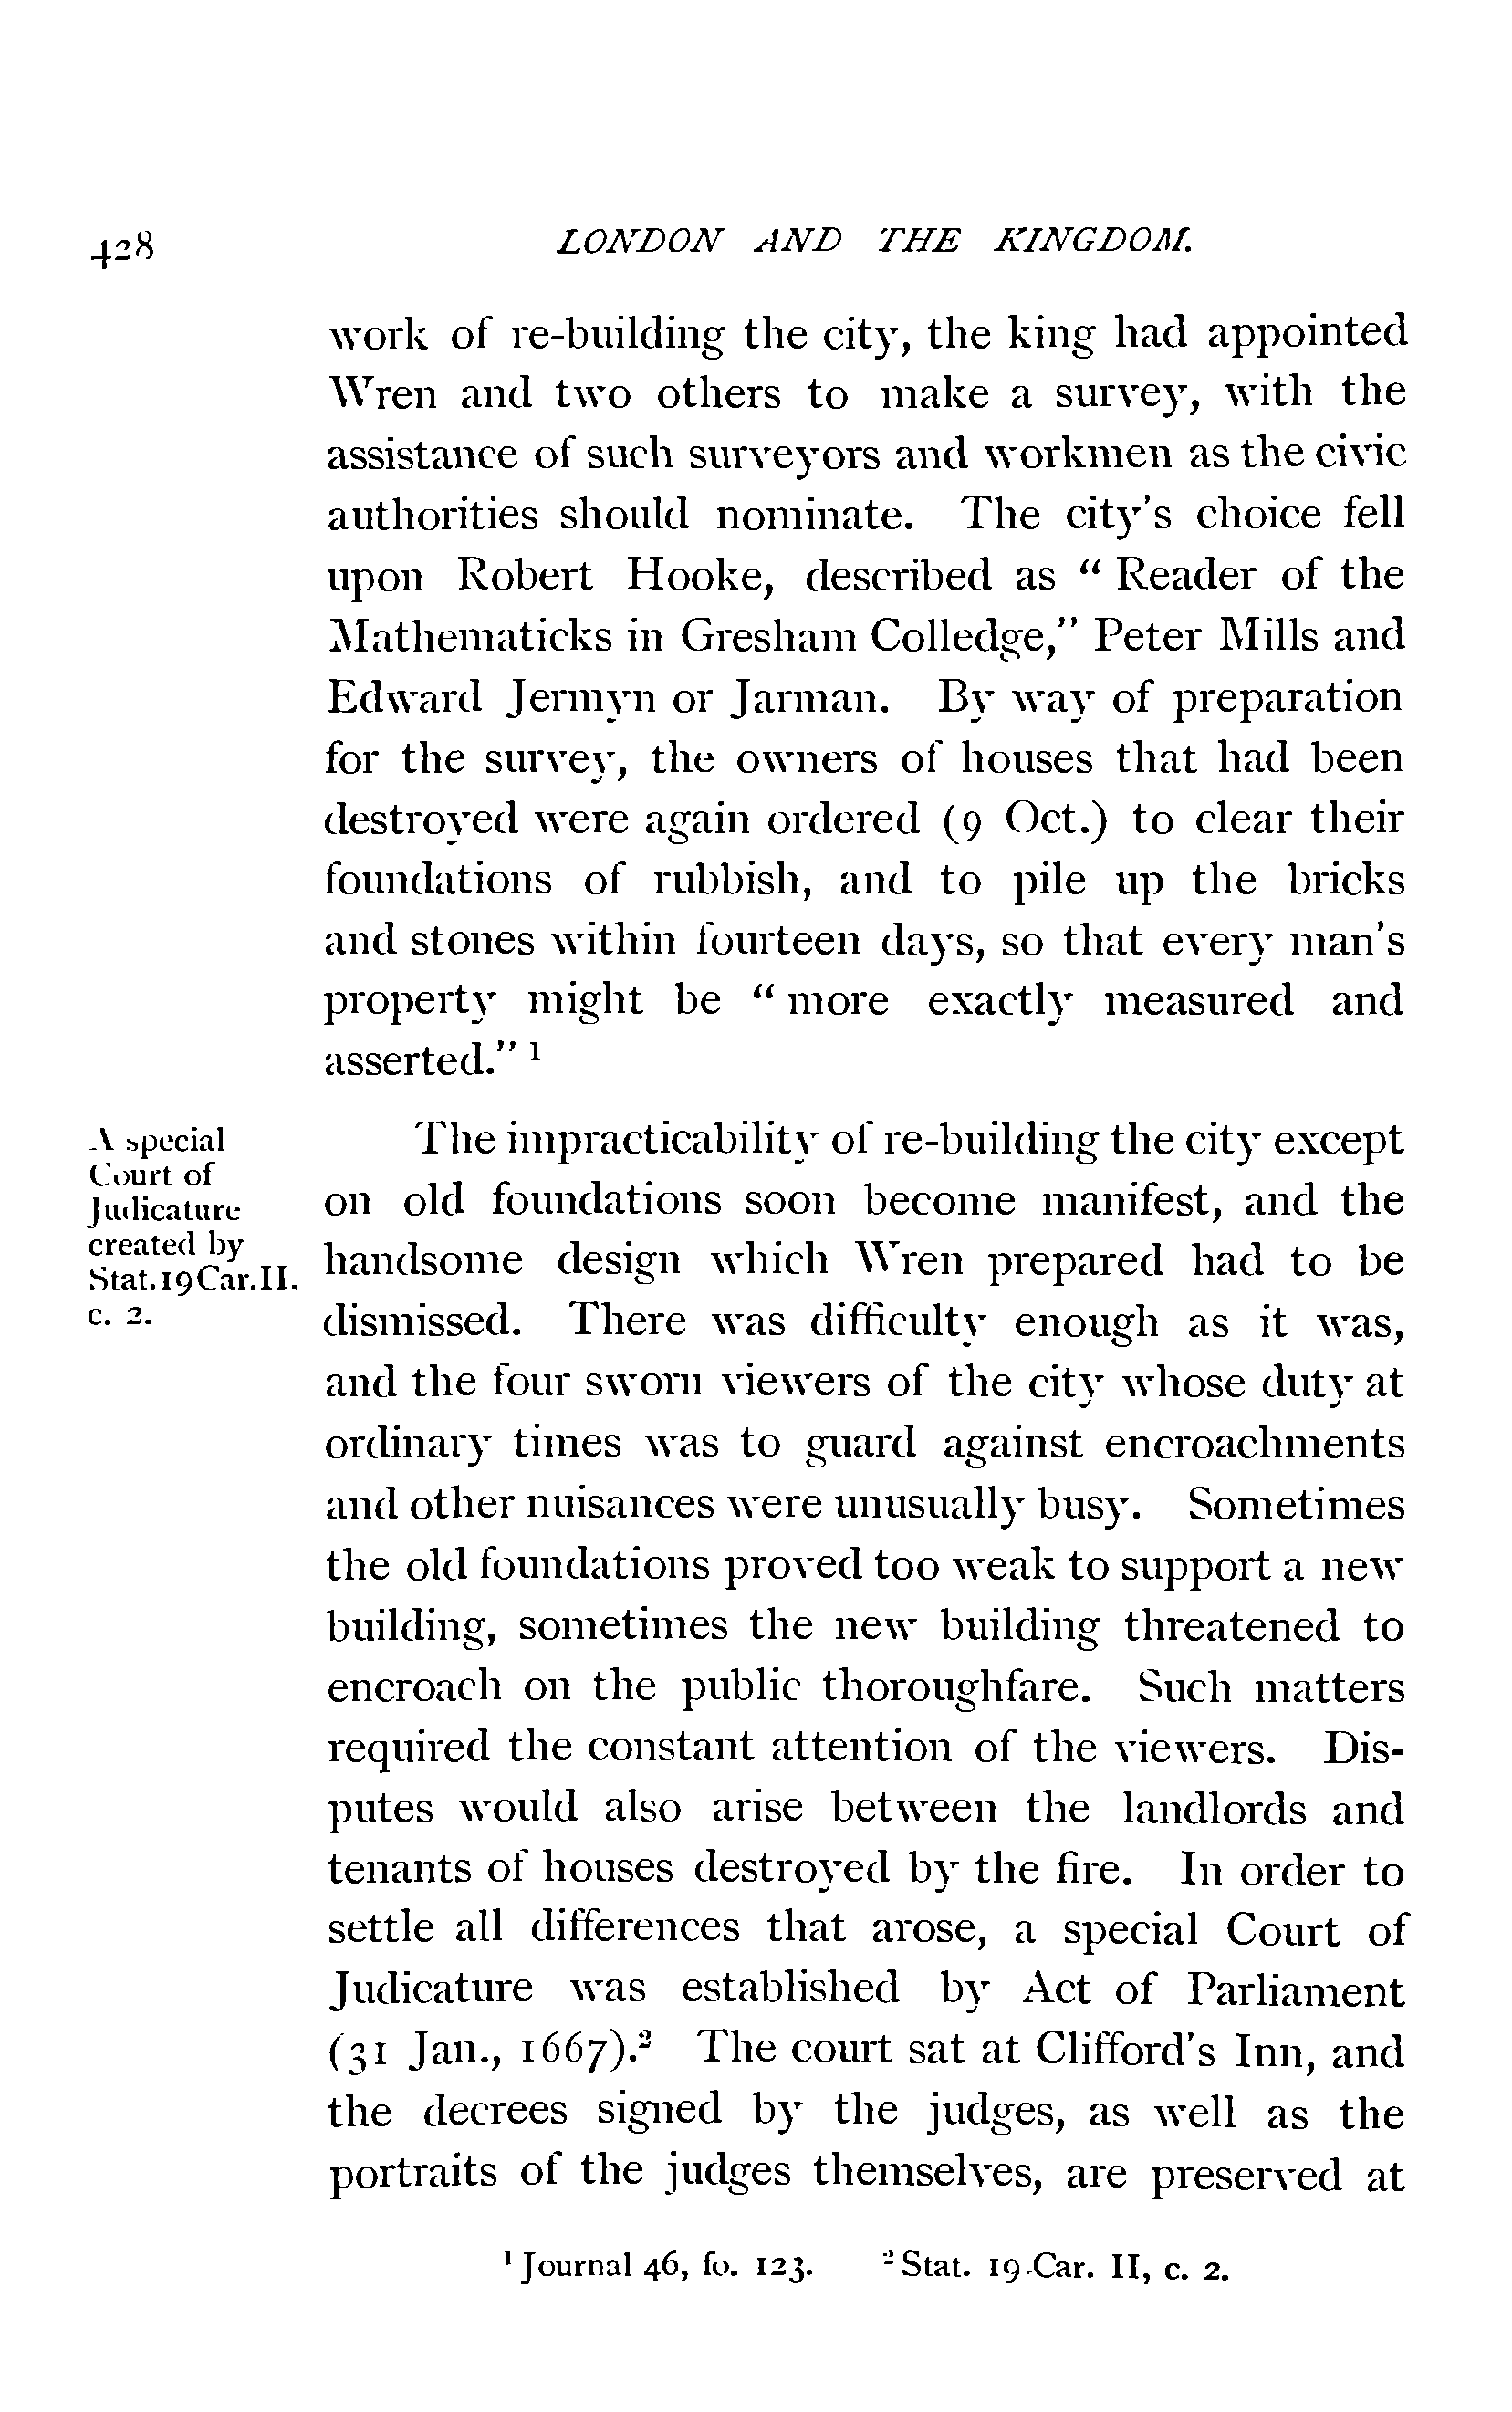 428
LONDON AND THE KINGDOM.
work of re-building the city, the king had appointed
Wren and two others to make a survey, with the
assistance of such surveyors and workmen as the civic
authorities should nominate. The city's choice fell
upon Robert Hooke, described as “ Reader of the
Mathematicks in Gresham Colledge,” Peter Mills and
Edward Jermyn or Jarman. By way of preparation
for the survey, the owners of houses that had been
destroyed were again ordered (9 Oct.) to clear their
foundations of rubbish, and to pile up the bricks
and stones within fourteen days, so that every man's
property might be “ more exactly measured and
asserted.” ¹
A special
Court of
Judicature
created by
Stat. 19 Car. II.
c. 2.
The impracticability of re-building the city except
on old foundations soon become manifest, and the
handsome design which Wren prepared had to be
dismissed. There was difficulty enough as it was,
and the four sworn viewers of the city whose duty at
ordinary times was to guard against encroachments
and other nuisances were unusually busy. Sometimes
the old foundations proved too weak to support a new
building, sometimes the new building threatened to
encroach on the public thoroughfare. Such matters
required the constant attention of the viewers. Dis-
putes would also arise between the landlords and
tenants of houses destroyed by the fire. In order to
settle all differences that arose, a special Court of
Judicature was established by Act of Parliament
(31 Jan., 1667).² The court sat at Clifford's Inn, and
the decrees signed by the judges, as well as the
portraits of the judges themselves, are preserved at
¹ Journal 46, fo. 123. ² Stat. 19 Car. II, c. 2.